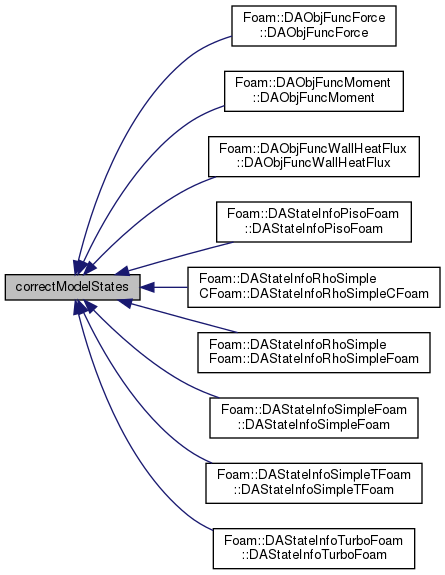 Foam::DAObjFuncForce
::DAObjFuncForce
Foam::DAObjFuncMoment
::DAObjFuncMoment
Foam::DAObjFuncWallHeatFlux
::DAObjFuncWallHeatFlux
Foam::DAStateInfoPisoFoam
::DAStateInfoPisoFoam
correctModelStates
Foam::DAStateInfoRhoSimple
CFoam::DAStateInfoRhoSimpleCFoam
Foam::DAStateInfoRhoSimple
Foam::DAStateInfoRhoSimpleFoam
Foam::DAStateInfoSimpleFoam
::DAStateInfoSimpleFoam
Foam::DAStateInfoSimpleTFoam
::DAStateInfoSimpleTFoam
Foam::DAStateInfoTurboFoam
::DAStateInfoTurboFoam